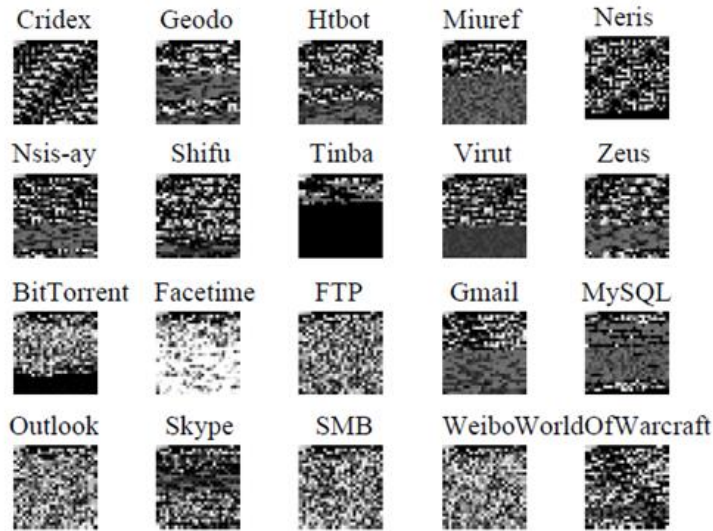 Cridex Geodo Htbot Miuref Neris
Nsis-ay Shifu Tinba Virut Zeus
BitTorrent Facetime FTP Gmail MySQL
Outlook Skype SMB WeiboWorldOfWarcraft